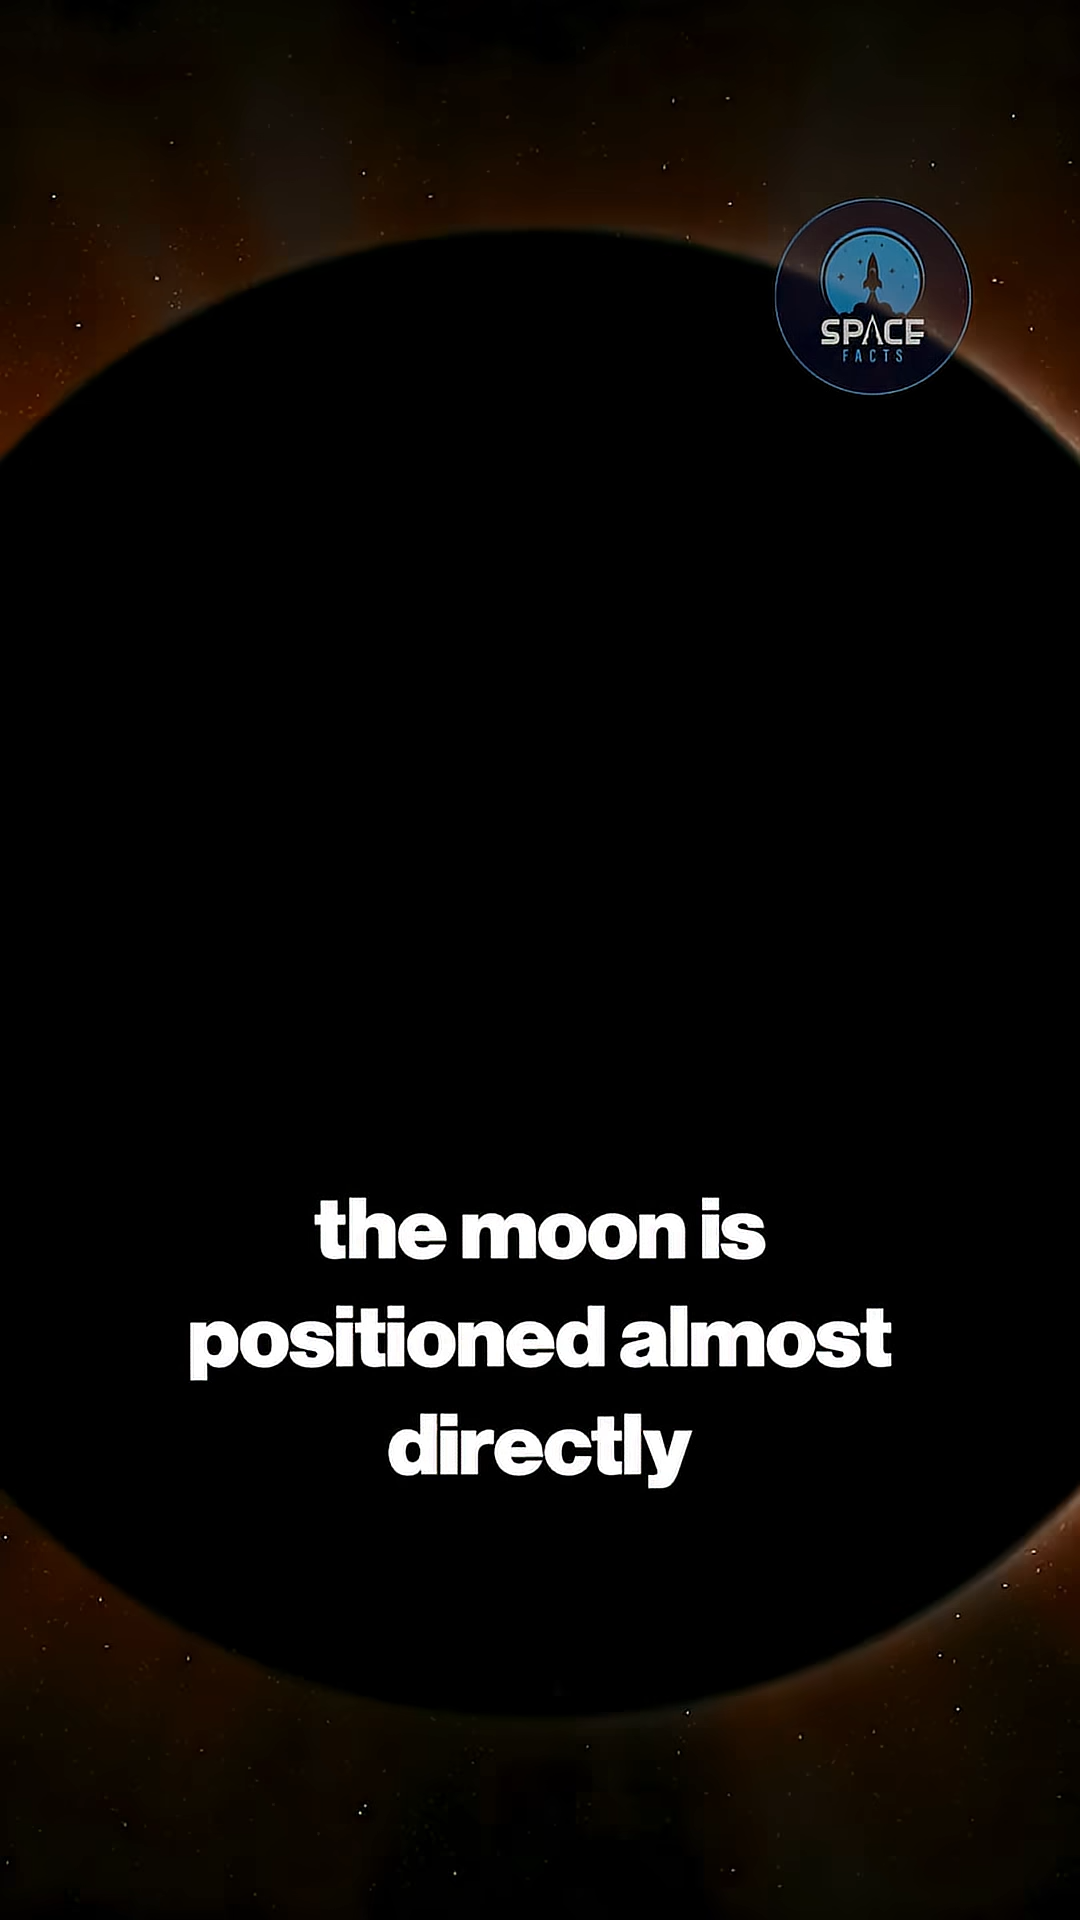 SPACE
FACTS
the moon is
positioned almost
directly